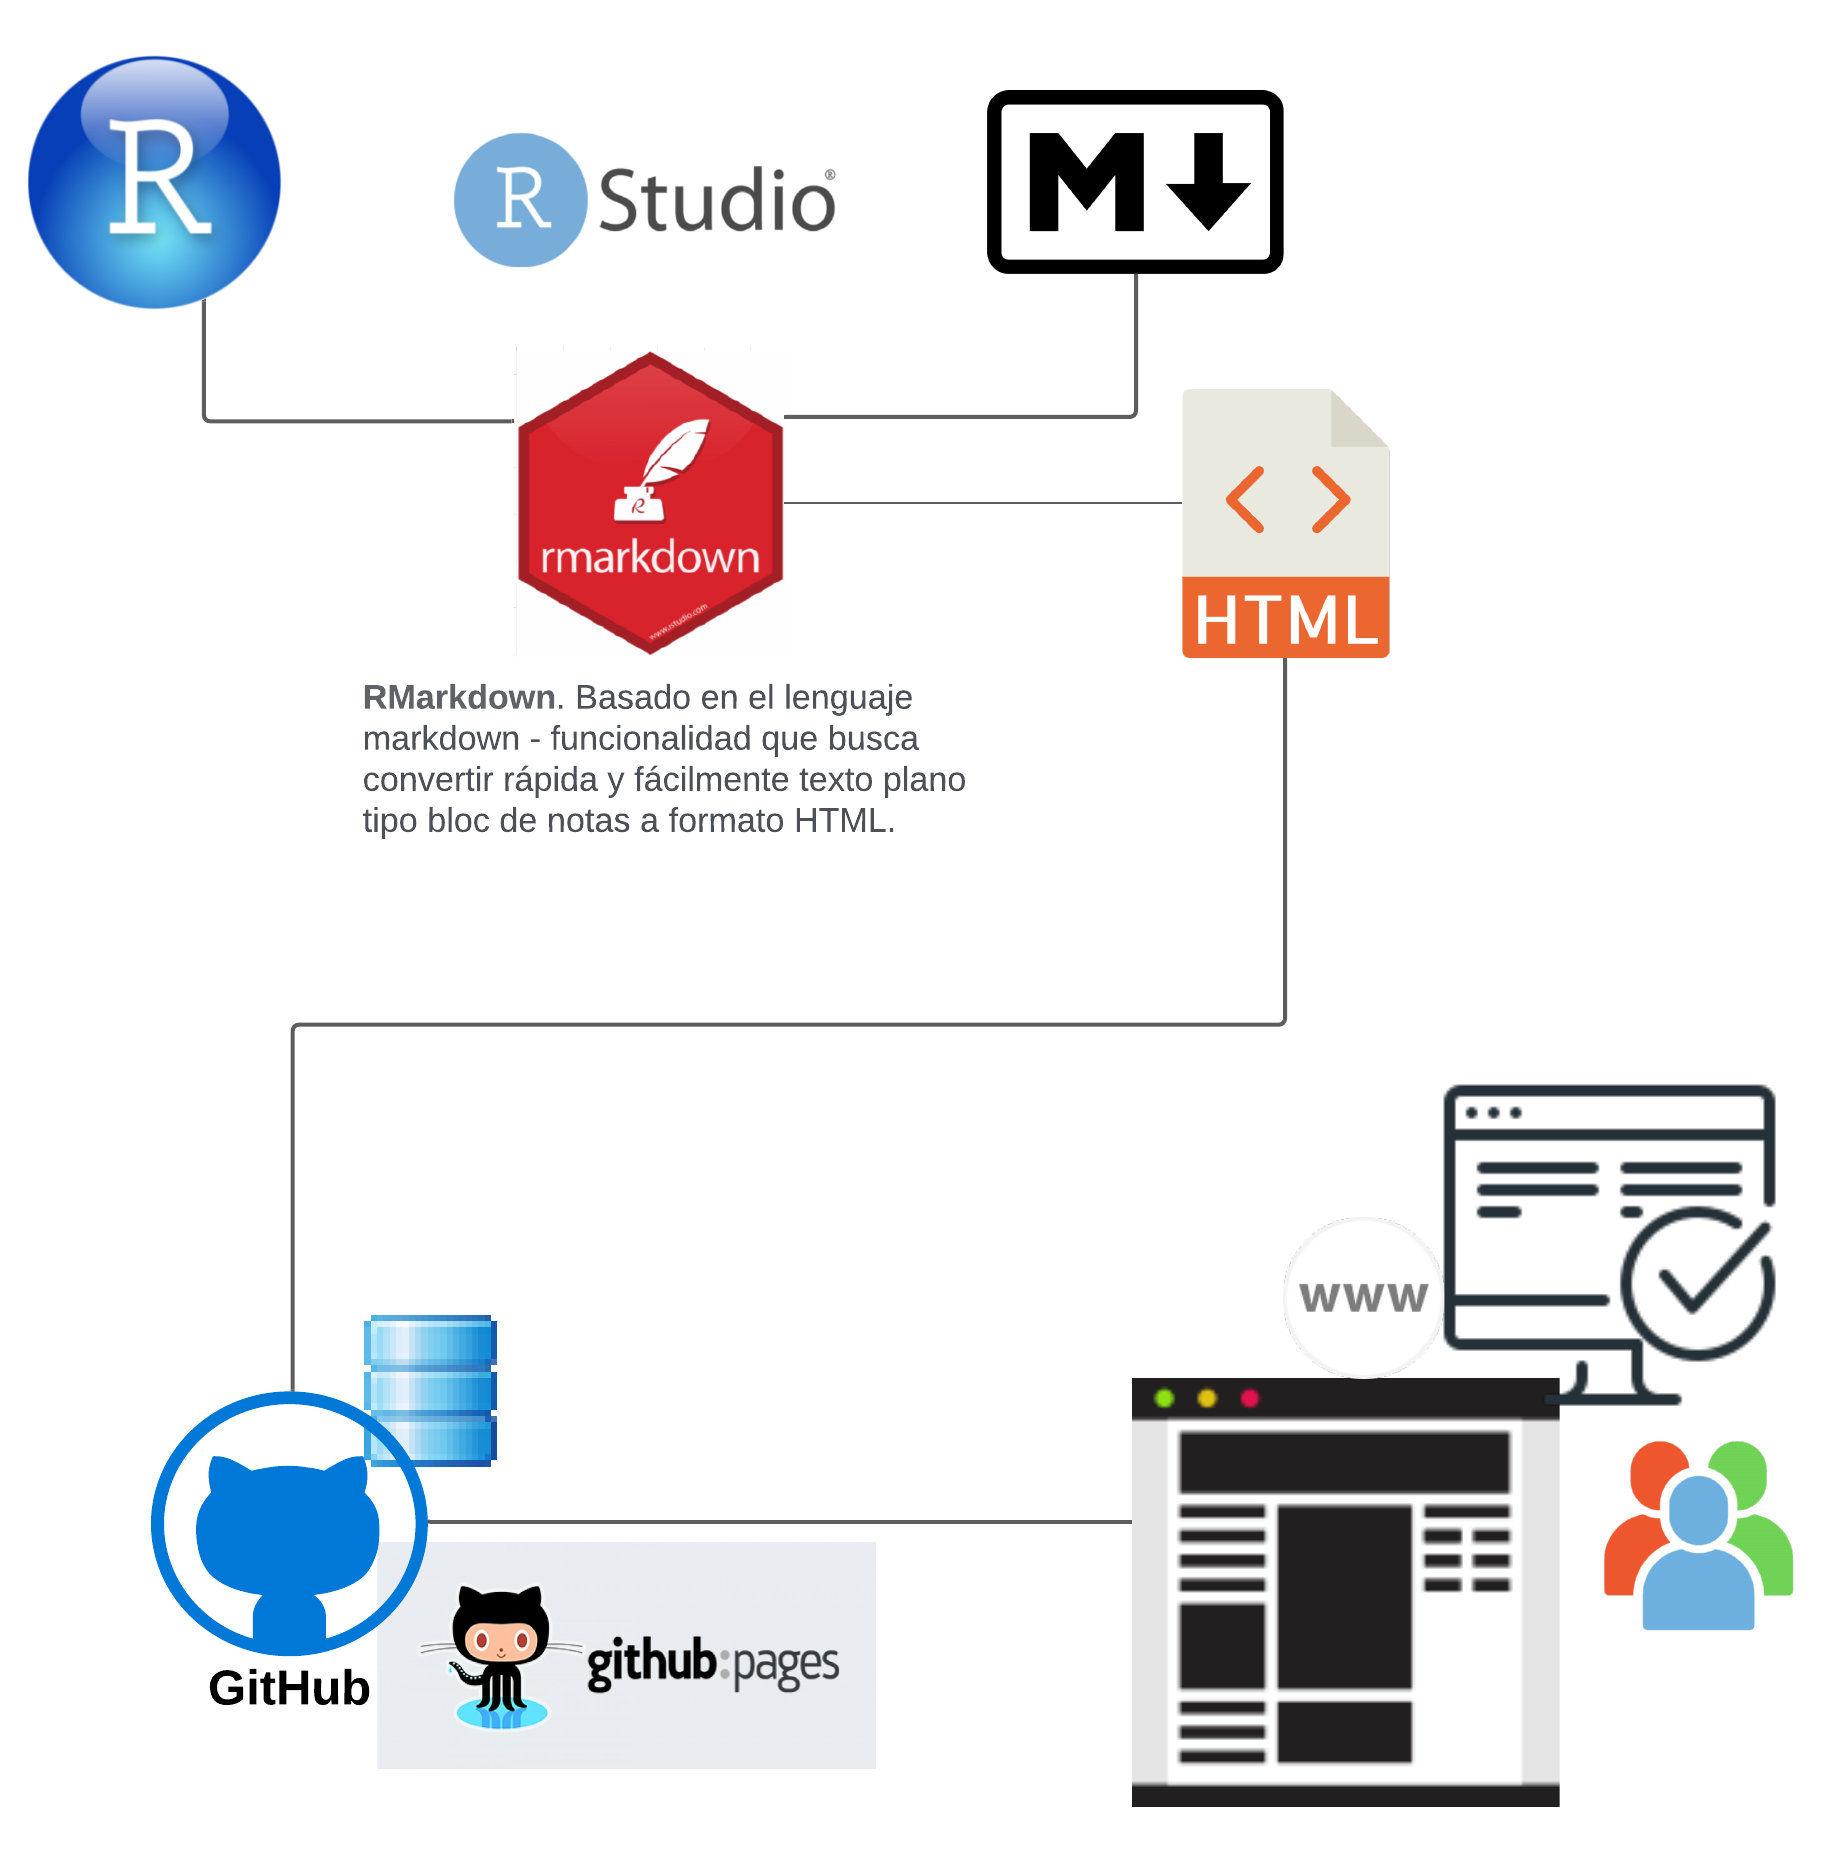 R
R Studio®
M
rmarkdown
www.rstudio.com
HTML
RMarkdown. Basado en el lenguaje
markdown - funcionalidad que busca
convertir rápida y fácilmente texto plano
tipo bloc de notas a formato HTML.
www
GitHub
github:pages